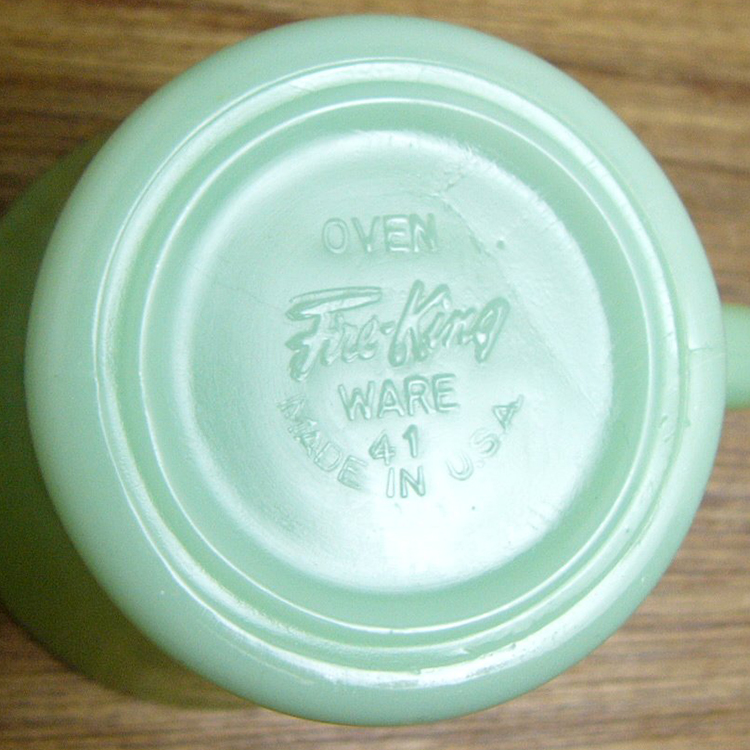 OVEN
Fire-King
WARE
41
MADE IN U.S.A.